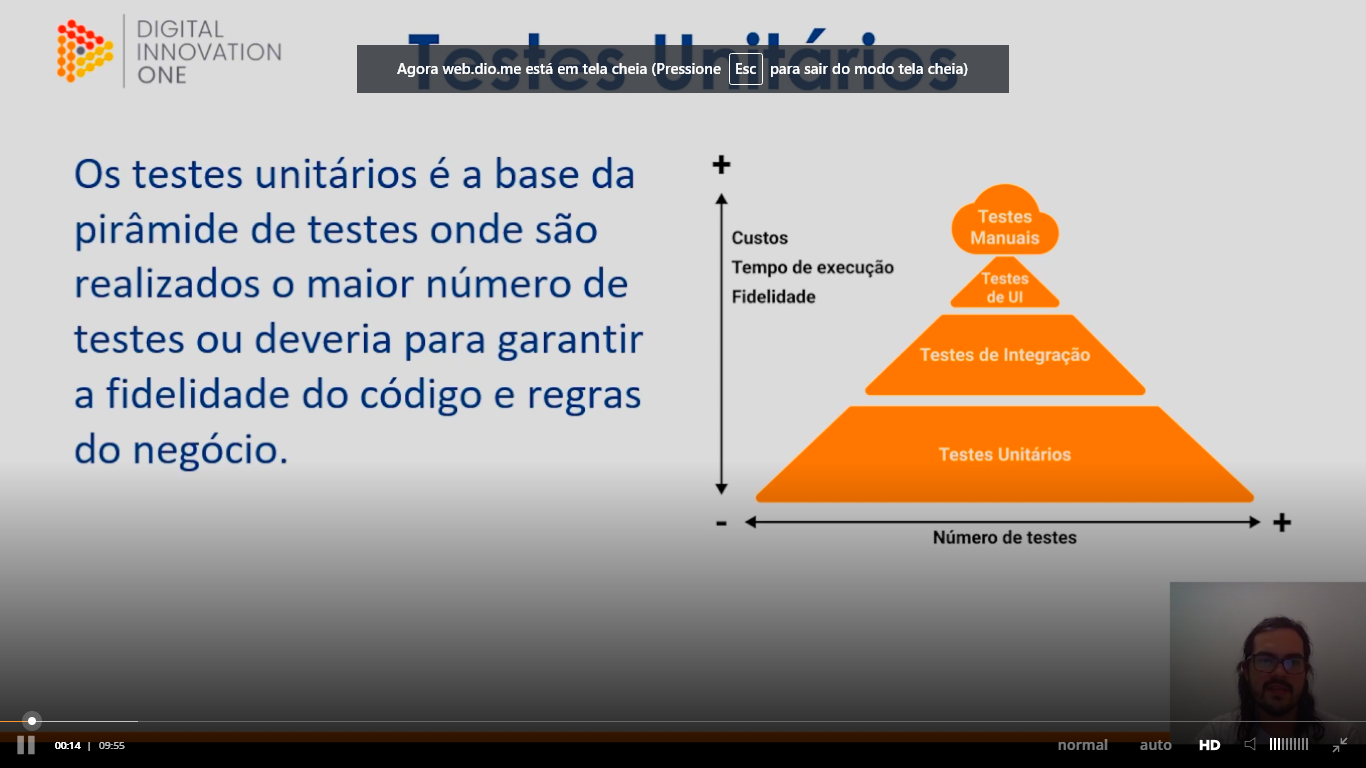 DIGITAL
INNOVATION
ONE
Testes Unitários
Agora web.dio.me está em tela cheia (Pressione Esc para sair do modo tela cheia)
Os testes unitários é a base da
pirâmide de testes onde são
realizados o maior número de
testes ou deveria para garantir
a fidelidade do código e regras
do negócio.
+
Custos
Tempo de execução
Fidelidade
Testes
Manuais
Testes
de UI
Testes de Integração
Testes Unitários
- +
Número de testes
00:14 | 09:55
normal auto HD